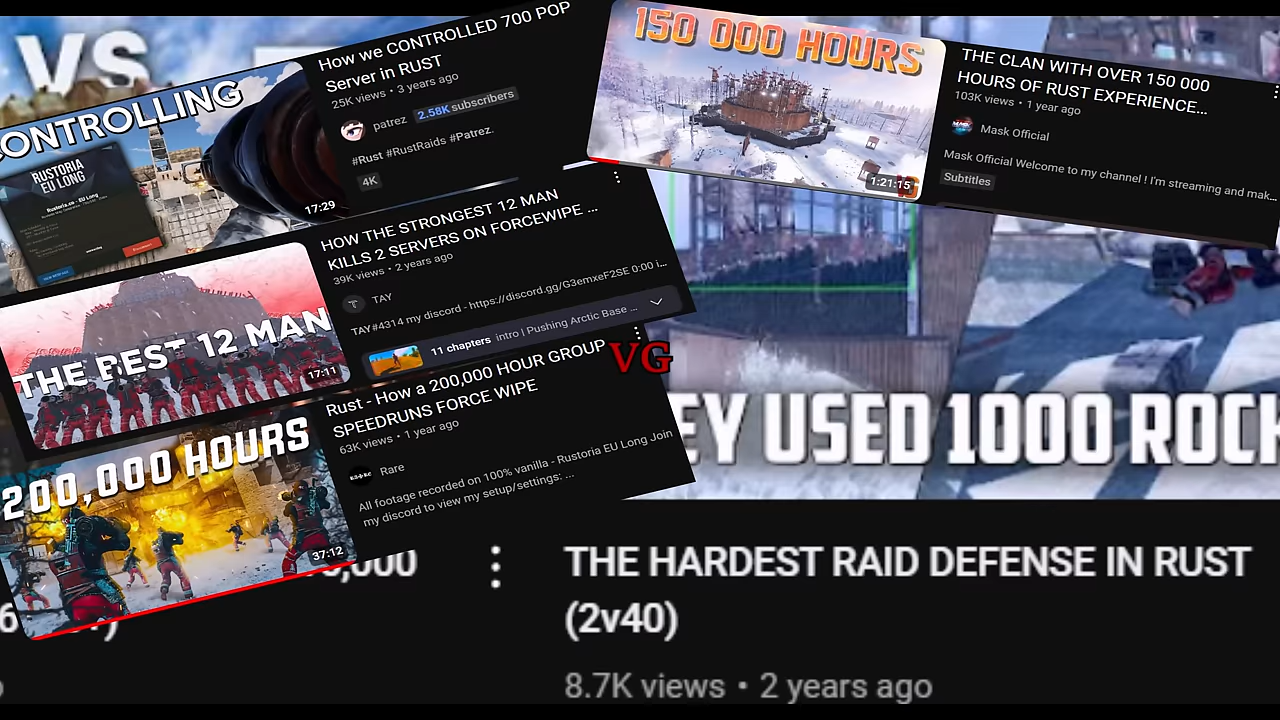 VS
CONTROLLING
RUSTORIA
EU LONG
Rustoria.co - EU Long
17:29
How we CONTROLLED 700 POP
Server in RUST
25K views • 3 years ago
patrez 2.58K subscribers
#Rust #RustRaids #Patrez.
4K
150 000 HOURS
1:21:15
THE CLAN WITH OVER 150 000
HOURS OF RUST EXPERIENCE...
103K views • 1 year ago
Mask Official
Mask Official Welcome to my channel ! I'm streaming and mak...
Subtitles
THE BEST 12 MAN
17:11
HOW THE STRONGEST 12 MAN
KILLS 2 SERVERS ON FORCEWIPE ...
39K views • 2 years ago
T TAY
TAY#4314 my discord - https://discord.gg/G3emxeF2SE 0:00 i...
11 chapters intro | Pushing Arctic Base ...
VG
200,000 HOURS
37:12
Rust - How a 200,000 HOUR GROUP
SPEEDRUNS FORCE WIPE
63K views • 1 year ago
Rare
All footage recorded on 100% vanilla - Rustoria EU Long Join
my discord to view my setup/settings: ...
EY USED 1000 ROCK
THE HARDEST RAID DEFENSE IN RUST
(2v40)
8.7K views • 2 years ago